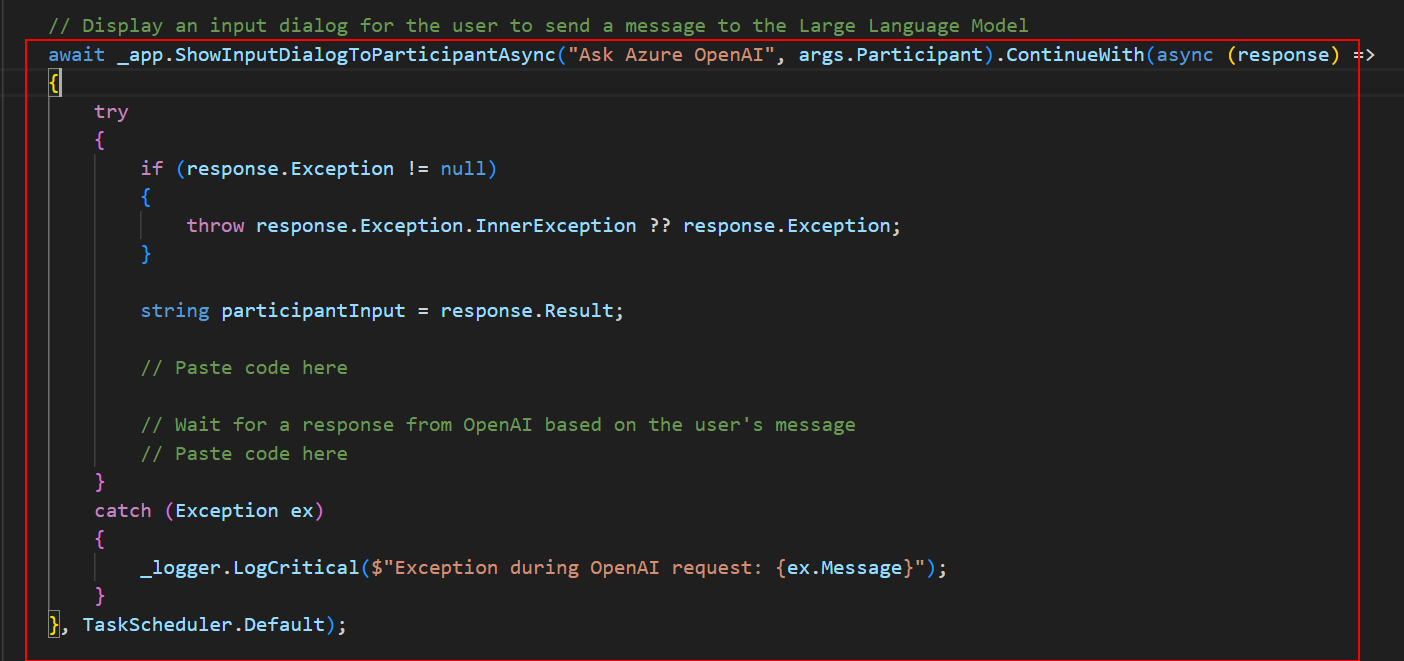 // Display an input dialog for the user to send a message to the Large Language Model
await _app.ShowInputDialogToParticipantAsync("Ask Azure OpenAI", args.Participant).ContinueWith(async (response) =>
{
try
{
if (response.Exception != null)
{
throw response.Exception.InnerException ?? response.Exception;
}
string participantInput = response.Result;
// Paste code here
// Wait for a response from OpenAI based on the user's message
// Paste code here
}
catch (Exception ex)
{
_logger.LogCritical($"Exception during OpenAI request: {ex.Message}");
}
}, TaskScheduler.Default);